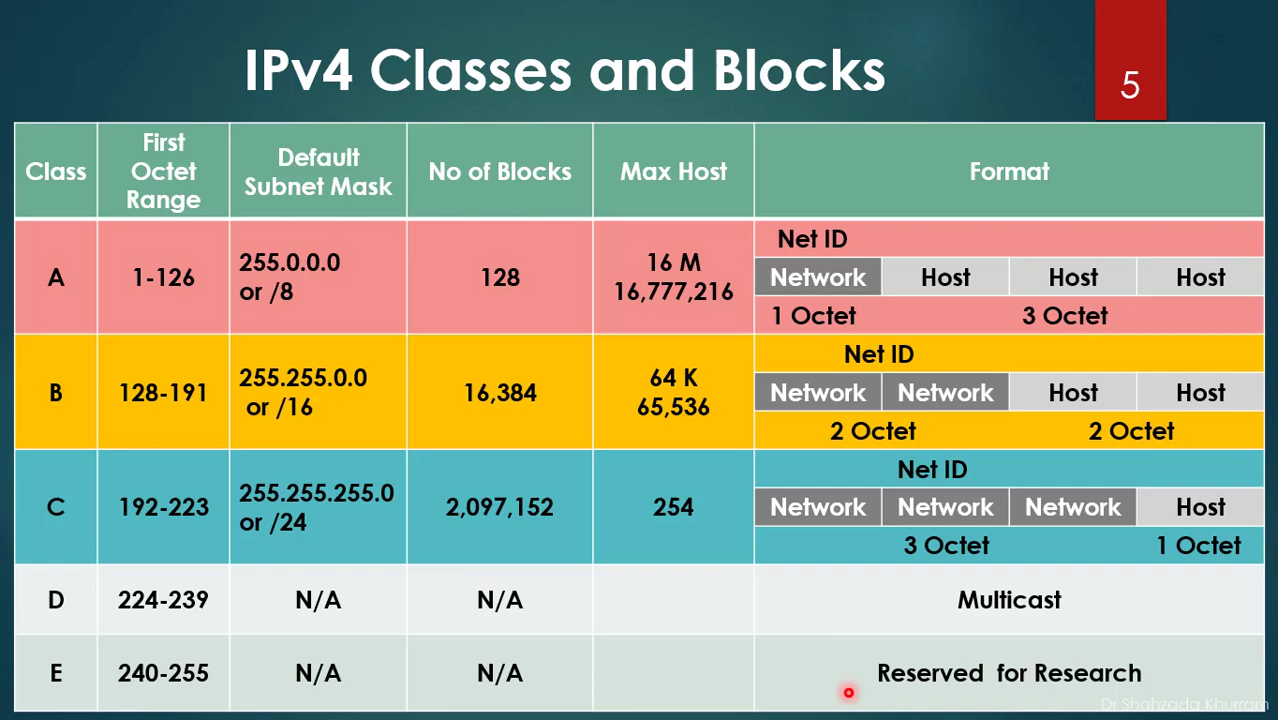 IPv4 Classes and Blocks
5
Class
First
Octet
Range
Default
Subnet Mask
No of Blocks
Max Host
Format
A
1-126
255.0.0.0
or /8
128
16 M
16,777,216
Net ID
Network Host Host Host
1 Octet 3 Octet
B
128-191
255.255.0.0
or /16
16,384
64 K
65,536
Net ID
Network Network Host Host
2 Octet 2 Octet
C
192-223
255.255.255.0
or /24
2,097,152
254
Net ID
Network Network Network Host
3 Octet 1 Octet
D 224-239 N/A N/A Multicast
E 240-255 N/A N/A Reserved for Research
Dr Shahzada Khurram